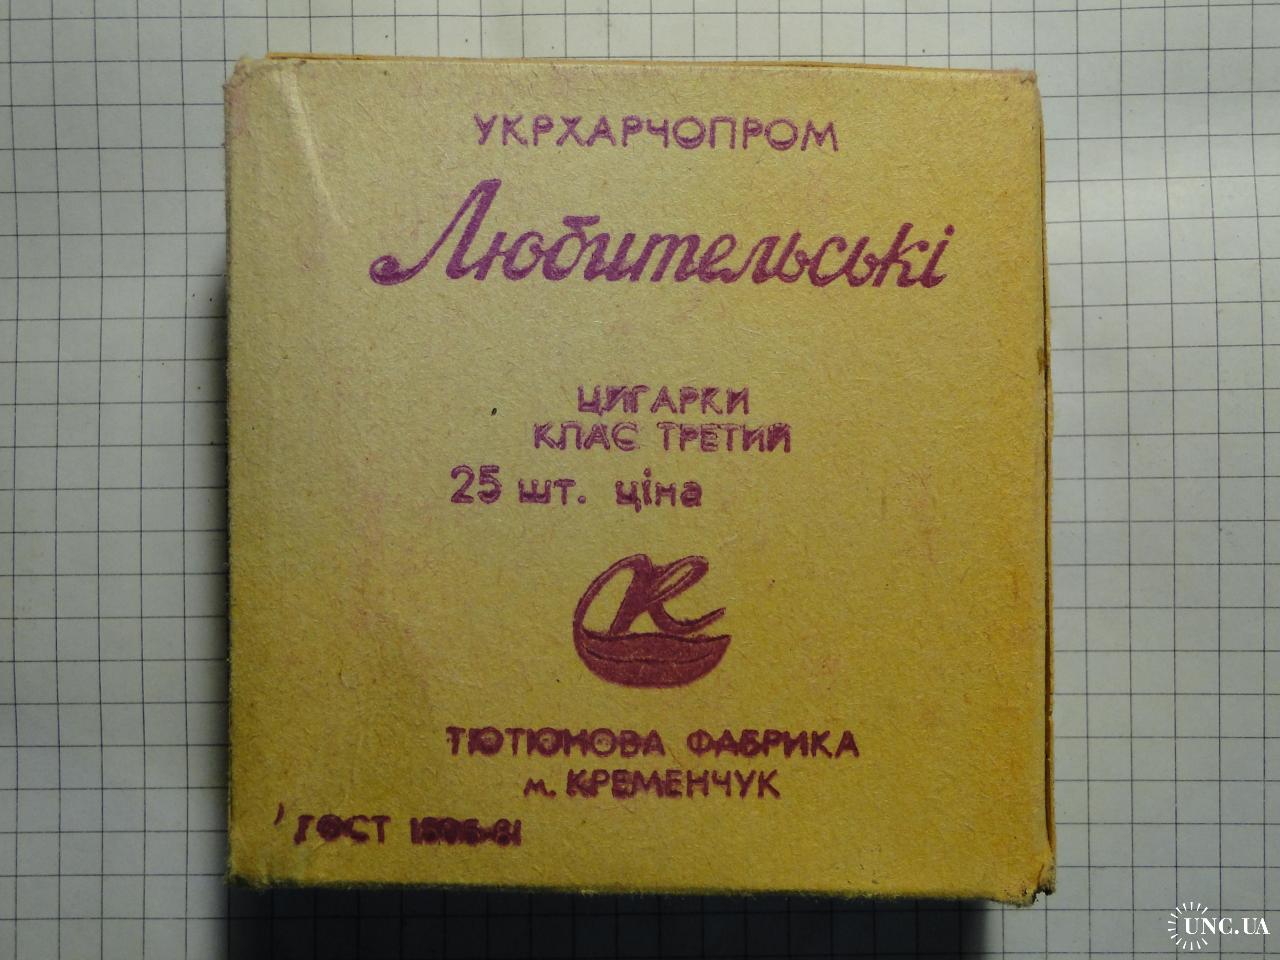 УКРХАРЧОПРОМ
Любительські
ЦИГАРКИ
КЛАС ТРЕТИЙ
25 шт. ціна
К
ТЮТЮНОВА ФАБРИКА
м. КРЕМЕНЧУК
ГОСТ 1505-81
UNC.UA